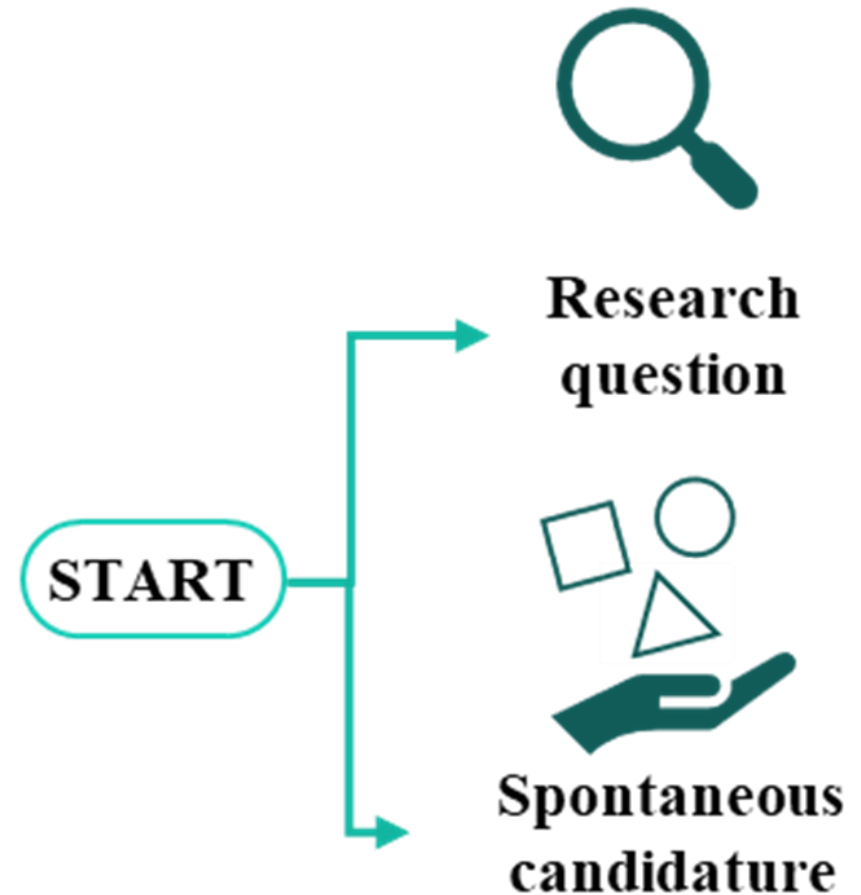 Research
question
START
Spontaneous
candidature